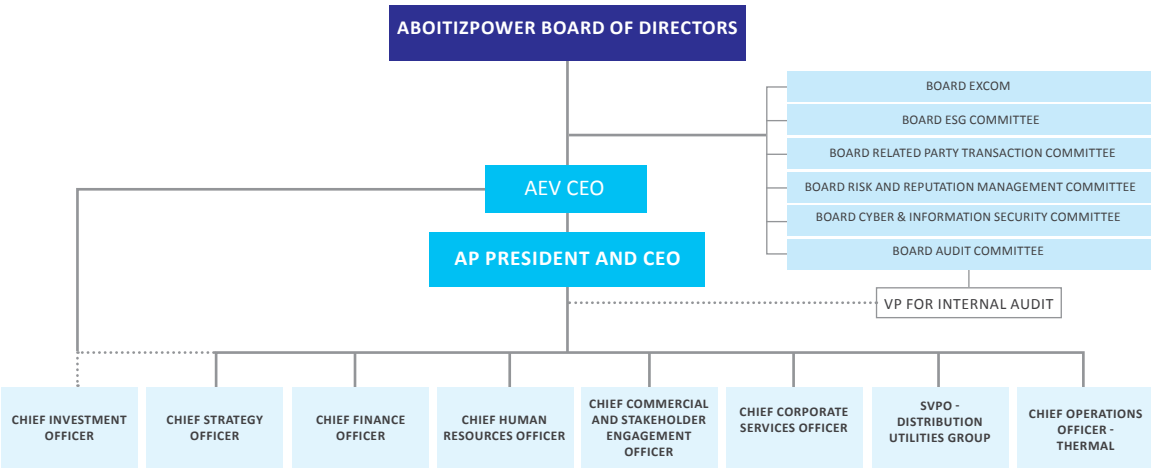 ABOITIZPOWER BOARD OF DIRECTORS
BOARD EXCOM
BOARD ESG COMMITTEE
BOARD RELATED PARTY TRANSACTION COMMITTEE
BOARD RISK AND REPUTATION MANAGEMENT COMMITTEE
BOARD CYBER & INFORMATION SECURITY COMMITTEE
BOARD AUDIT COMMITTEE
AEV CEO
AP PRESIDENT AND CEO
VP FOR INTERNAL AUDIT
CHIEF INVESTMENT
OFFICER
CHIEF STRATEGY
OFFICER
CHIEF FINANCE
OFFICER
CHIEF HUMAN
RESOURCES OFFICER
CHIEF COMMERCIAL
AND STAKEHOLDER
ENGAGEMENT
OFFICER
CHIEF CORPORATE
SERVICES OFFICER
SVPO -
DISTRIBUTION
UTILITIES GROUP
CHIEF OPERATIONS
OFFICER -
THERMAL